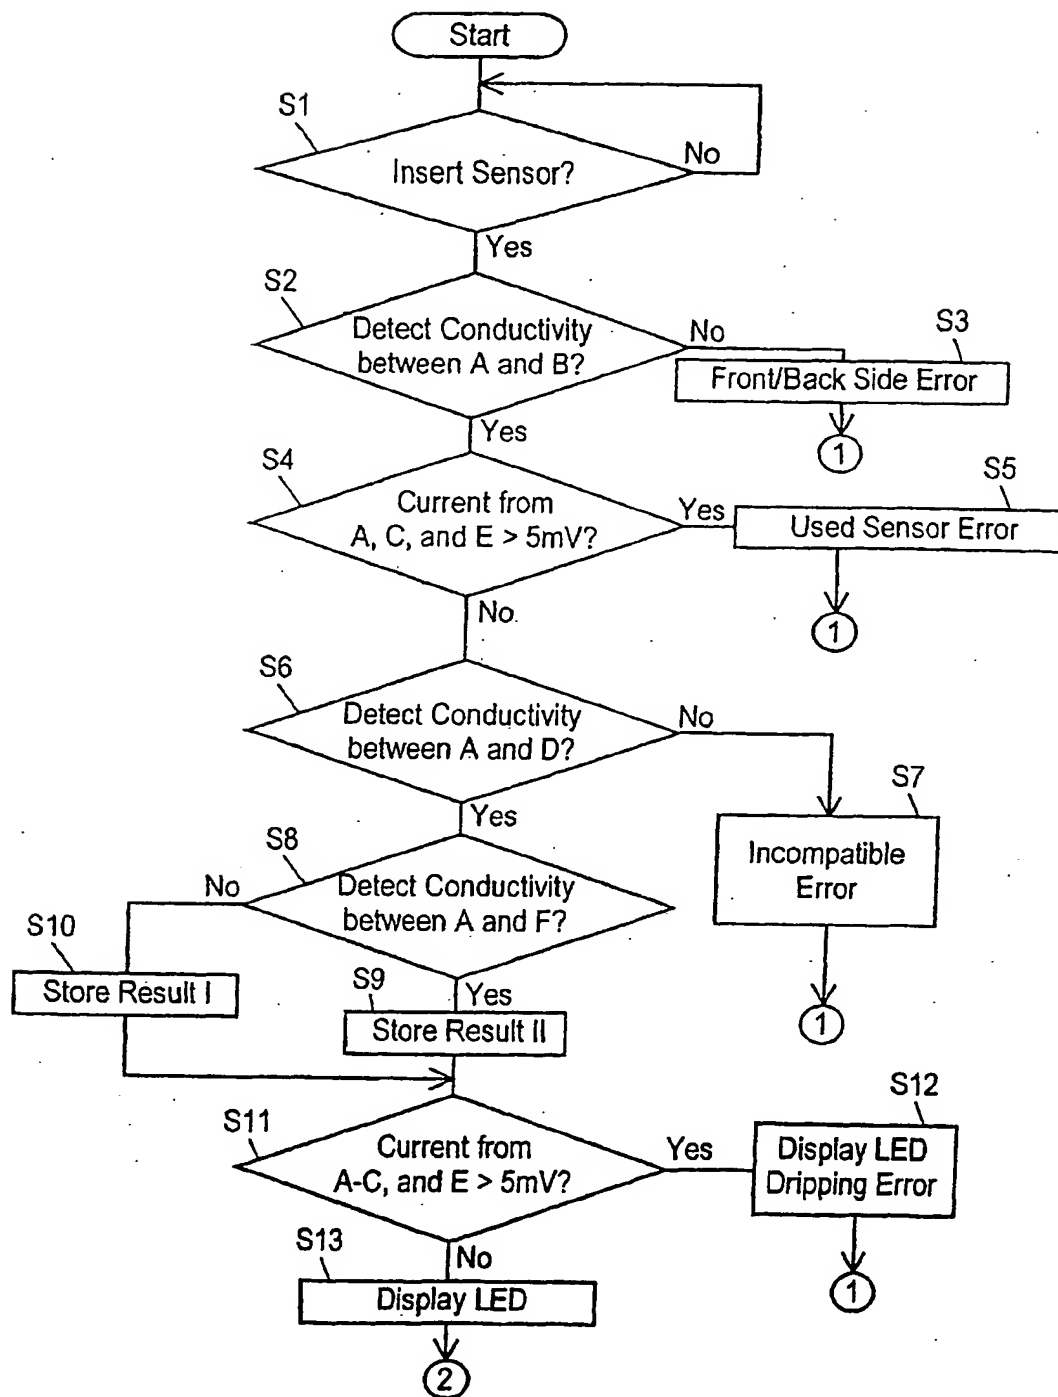 Start
S1
Insert Sensor?
No
Yes
S2
Detect Conductivity
between A and B?
No
S3
Front/Back Side Error
1
Yes
S4
Current from
A, C, and E > 5mV?
Yes
S5
Used Sensor Error
1
No
S6
Detect Conductivity
between A and D?
No
S7
Incompatible
Error
1
Yes
S8
Detect Conductivity
between A and F?
No
S10
Store Result I
Yes
S9
Store Result II
S11
Current from
A-C, and E > 5mV?
Yes
S12
Display LED
Dripping Error
1
No
S13
Display LED
2